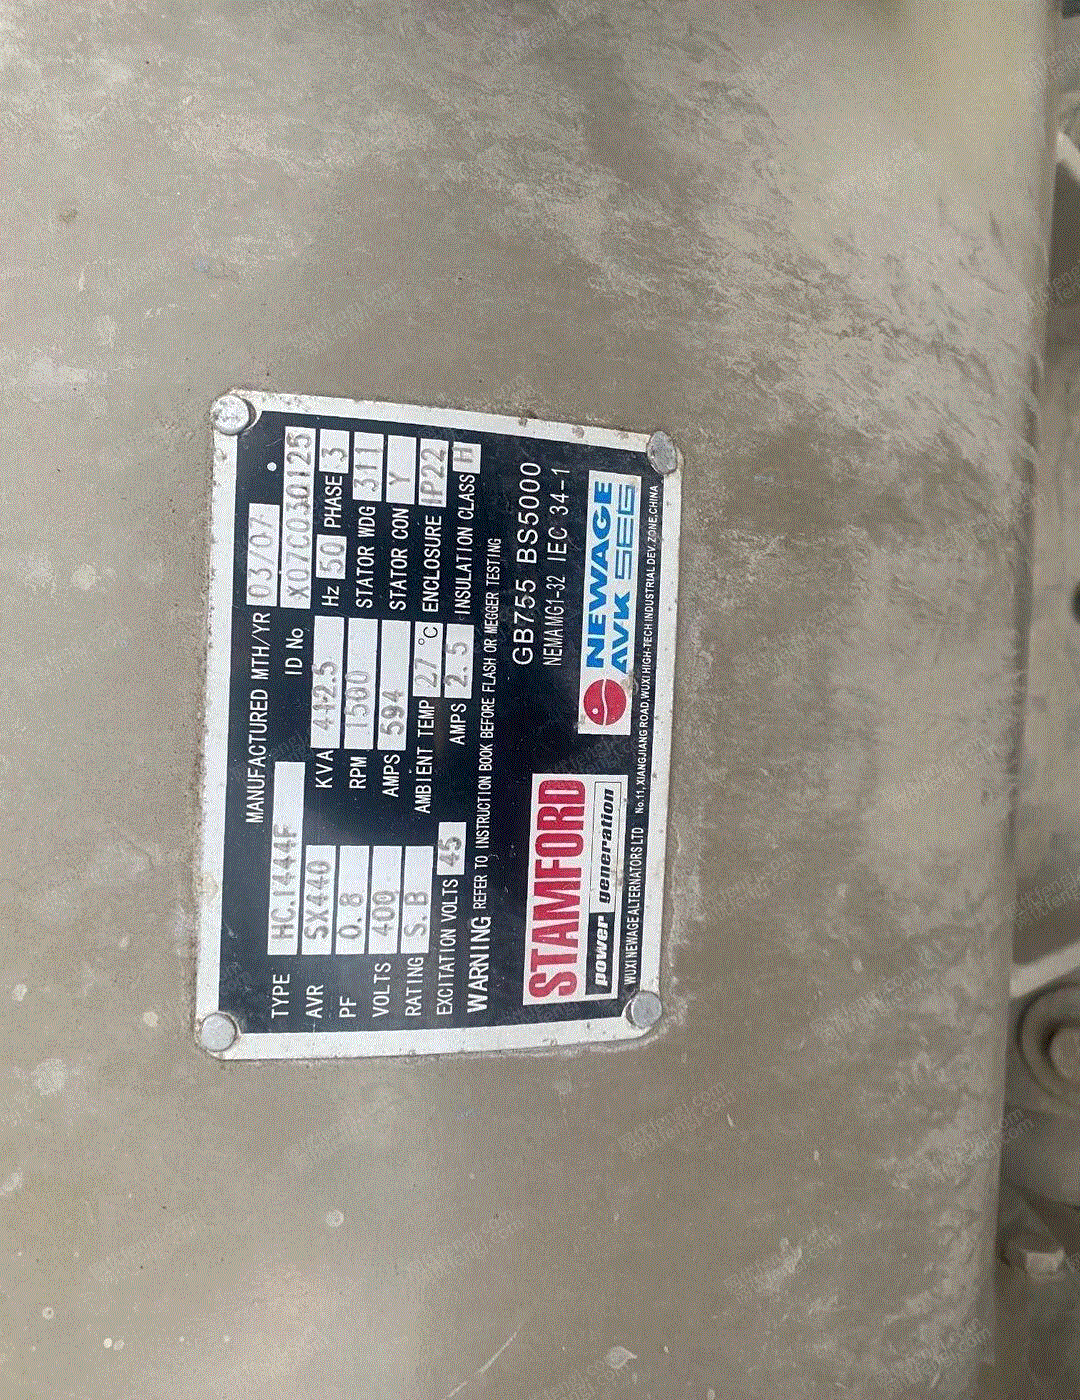 MANUFACTURED MTH/YR 03/07
TYPE HC.I444F ID No X07C030125
AVR SX440 KVA 412.5 Hz 50 PHASE 3
PF 0.8 RPM 1500 STATOR WDG 311
VOLTS 400 AMPS 594 STATOR CON Y
RATING S.B AMBIENT TEMP 27 °C ENCLOSURE IP22
EXCITATION VOLTS 45 AMPS 2.5 INSULATION CLASS H
WARNING REFER TO INSTRUCTION BOOK BEFORE FLASH OR MEGGER TESTING
GB755 BS5000
NEMA MG1-32 IEC 34-1
STAMFORD
power generation
NEWAGE
AVK SEG
WUXI NEWAGE ALTERNATORS LTD No.11, XIANGJIANG ROAD, WUXI HIGH-TECH INDUSTRIAL DEV. ZONE, CHINA